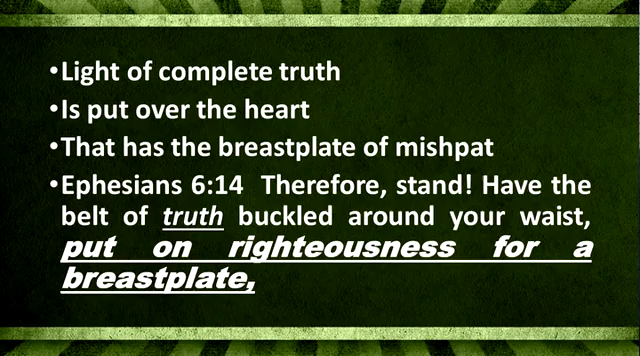 •Light of complete truth
•Is put over the heart
•That has the breastplate of mishpat
•Ephesians 6:14  Therefore, stand! Have the
belt of truth buckled around your waist,
put on righteousness for a
breastplate,